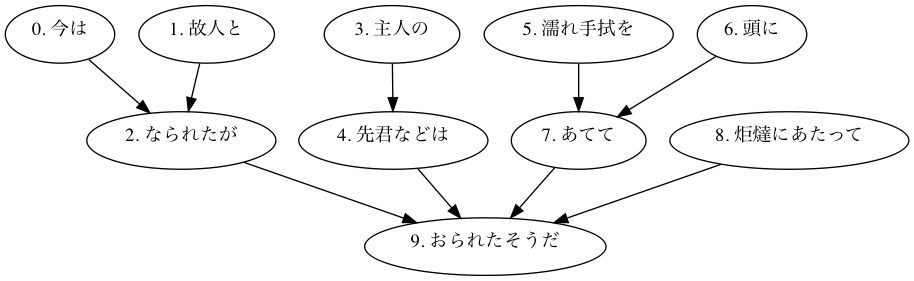 0. 今は
1. 故人と
3. 主人の
5. 濡れ手拭を
6. 頭に
2. なられたが
4. 先君などは
7. あてて
8. 炬燵にあたって
9. おられたそうだ